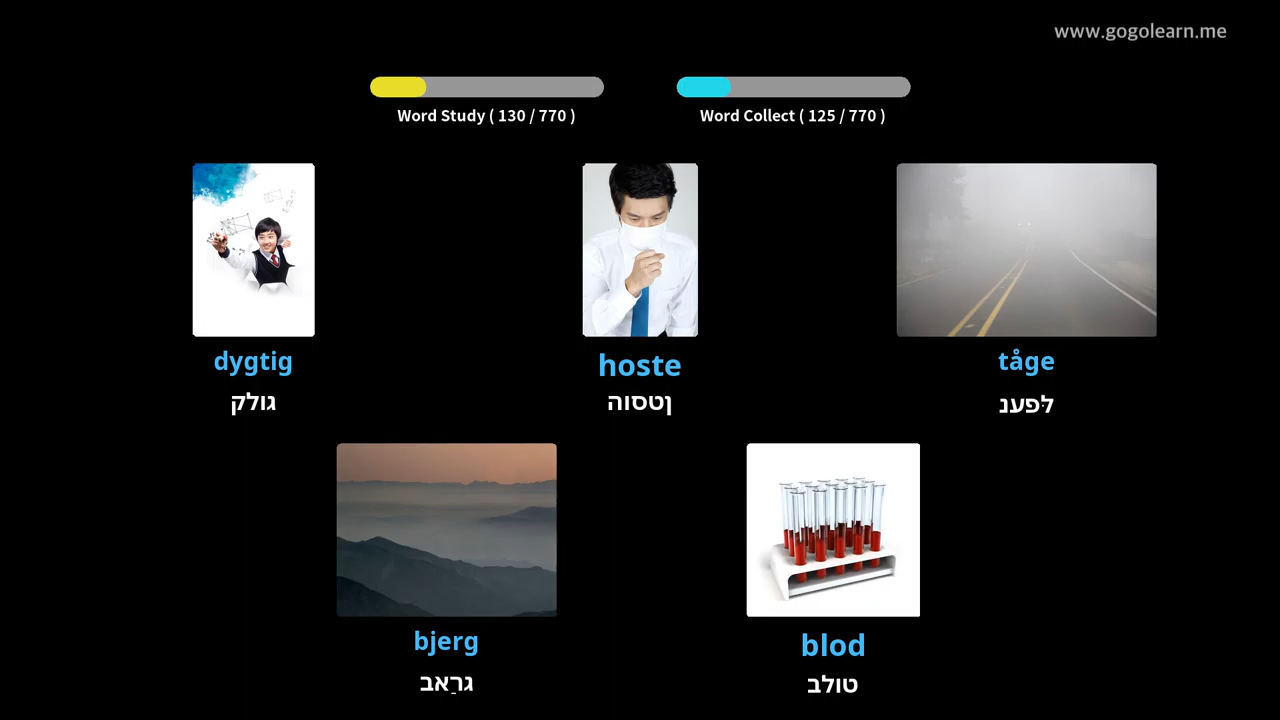 www.gogolearn.me
Word Study ( 130 / 770 )
Word Collect ( 125 / 770 )
dygtig
גולק
hoste
ןטסוה
tåge
לּפענ
bjerg
גרַאב
blod
טולב